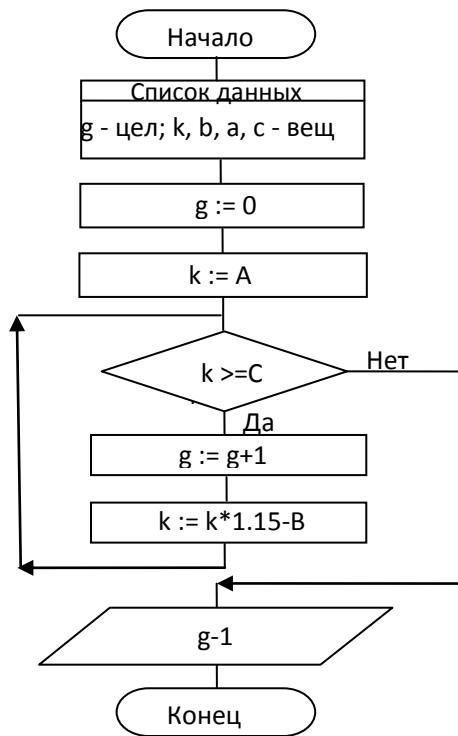 Начало
Список данных
g - цел; k, b, a, c - вещ
g := 0
k := A
k >=C
Нет
Да
g := g+1
k := k*1.15-B
g-1
Конец